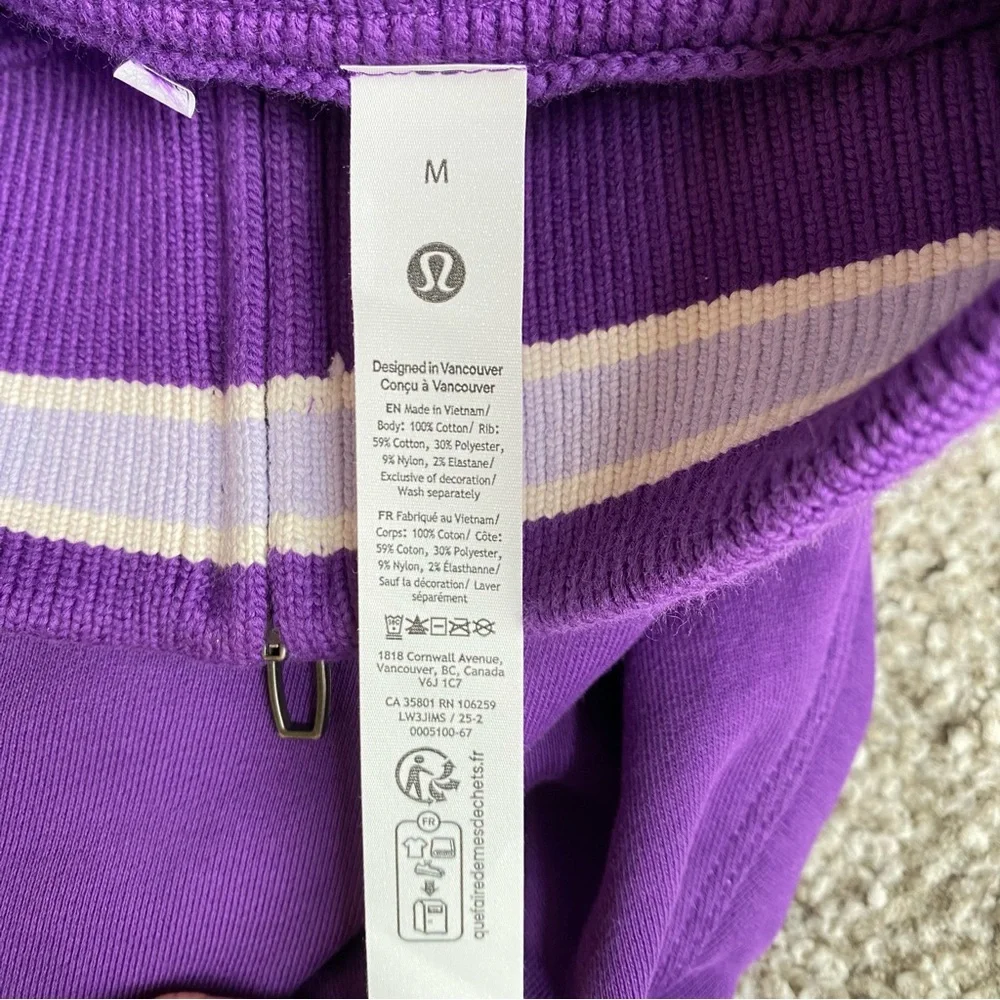 M
Designed in Vancouver
Conçu à Vancouver
EN Made in Vietnam/
Body: 100% Cotton/ Rib:
59% Cotton, 30% Polyester,
9% Nylon, 2% Elastane/
Exclusive of decoration/
Wash separately
FR Fabriqué au Vietnam/
Corps: 100% Coton/ Côte:
59% Coton, 30% Polyester,
9% Nylon, 2% Élasthanne/
Sauf la décoration/ Laver
séparément
1818 Cornwall Avenue,
Vancouver, BC, Canada
V6J 1C7
CA 35801 RN 106259
LW3JIMS / 25-2
0005100-67
FR
quefairedemesdechets.fr